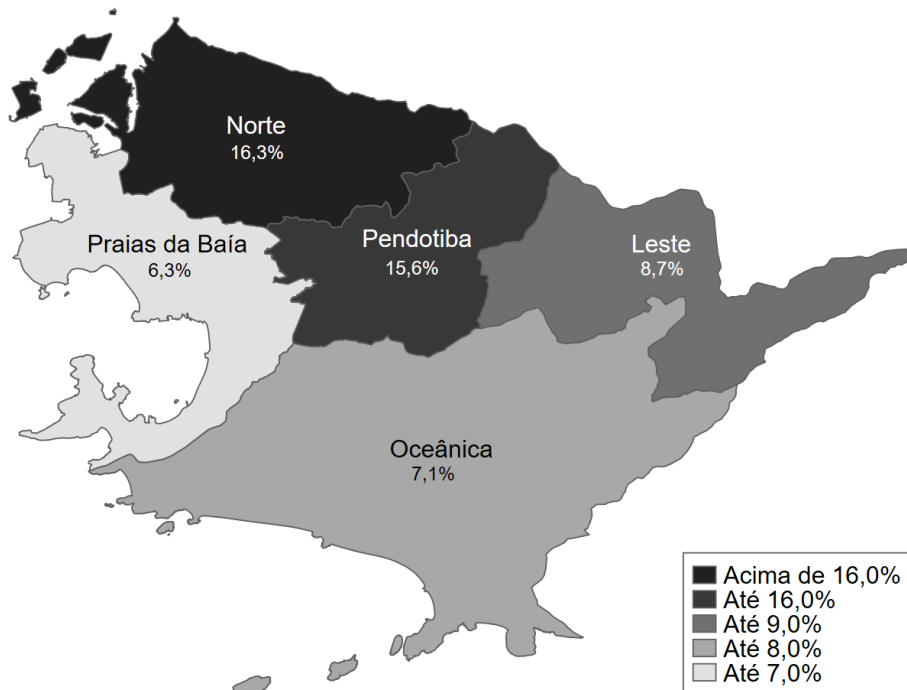 Norte
16,3%
Praias da Baía
6,3%
Pendotiba
15,6%
Leste
8,7%
Oceânica
7,1%
Acima de 16,0%
Até 16,0%
Até 9,0%
Até 8,0%
Até 7,0%